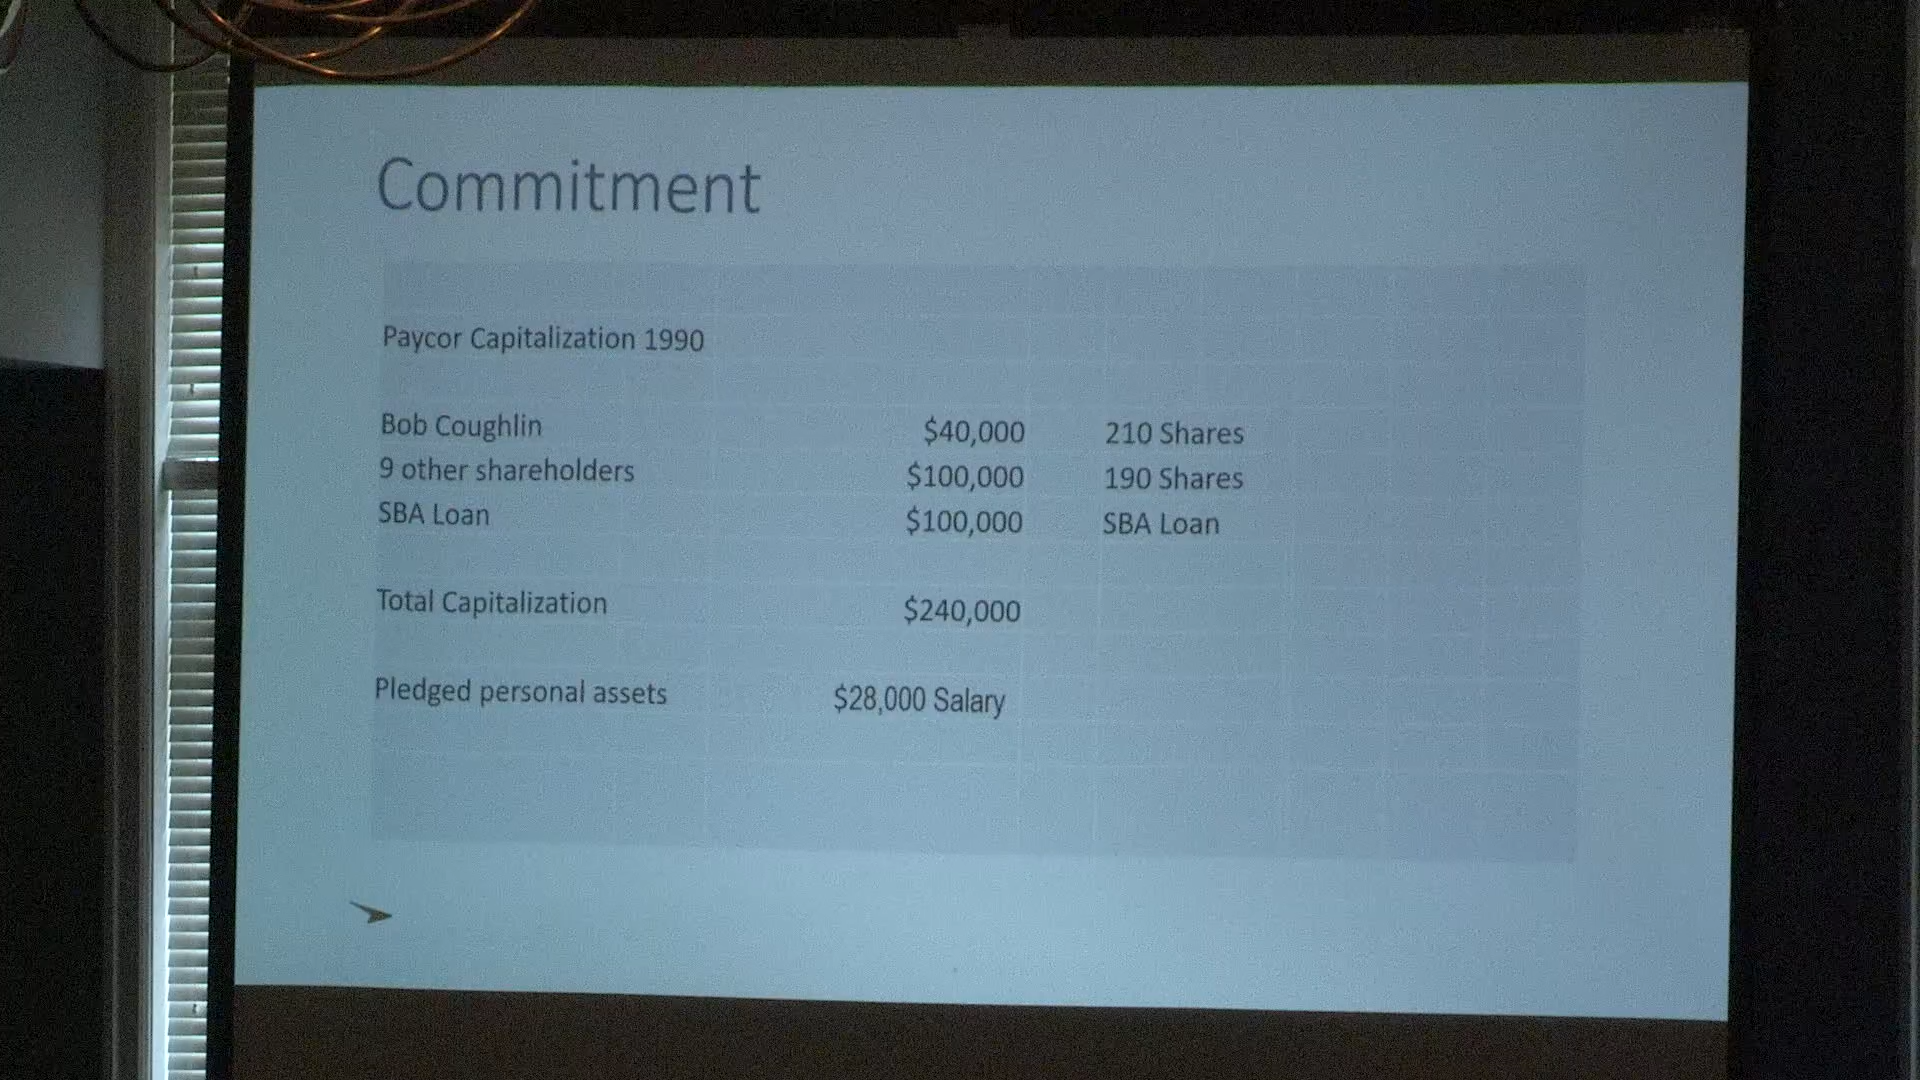 Commitment
Paycor Capitalization 1990
Bob Coughlin $40,000 210 Shares
9 other shareholders $100,000 190 Shares
SBA Loan $100,000 SBA Loan
Total Capitalization $240,000
Pledged personal assets $28,000 Salary